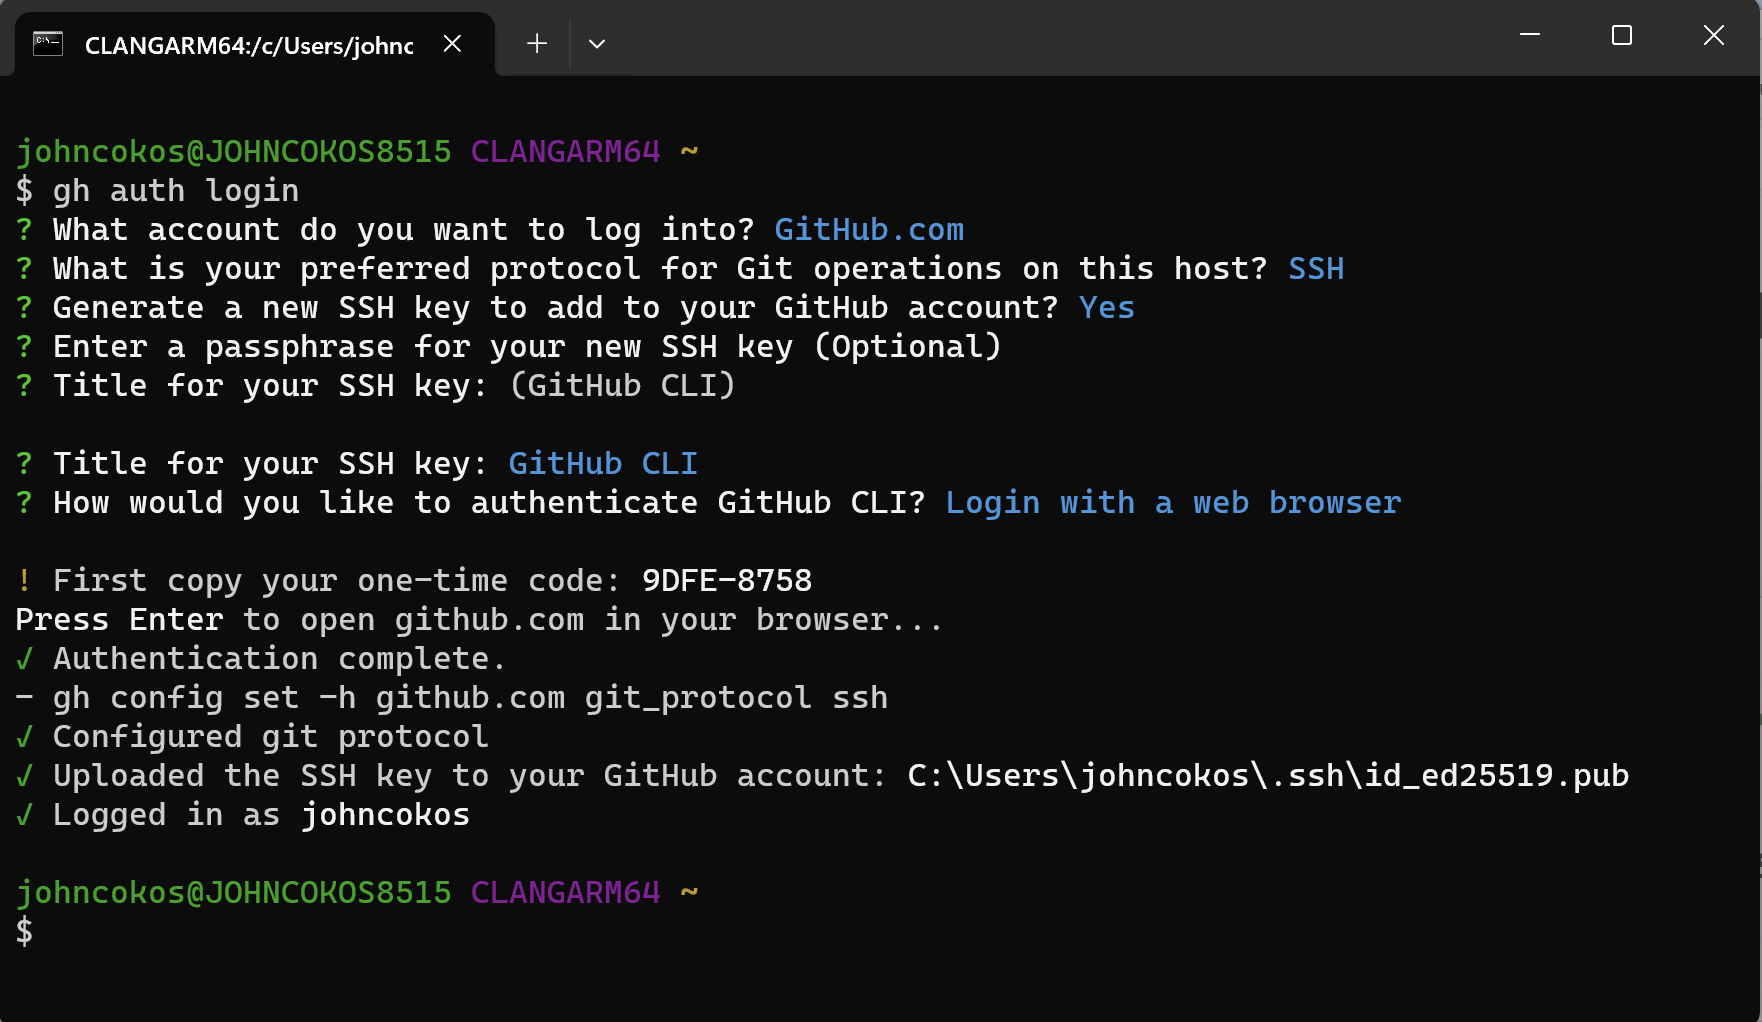 CLANGARM64:/c/Users/johnc
johncokos@JOHNCOKOS8515 CLANGARM64 ~
$ gh auth login
? What account do you want to log into? GitHub.com
? What is your preferred protocol for Git operations on this host? SSH
? Generate a new SSH key to add to your GitHub account? Yes
? Enter a passphrase for your new SSH key (Optional)
? Title for your SSH key: (GitHub CLI)
? Title for your SSH key: GitHub CLI
? How would you like to authenticate GitHub CLI? Login with a web browser
! First copy your one-time code: 9DFE-8758
Press Enter to open github.com in your browser...
✓ Authentication complete.
- gh config set -h github.com git_protocol ssh
✓ Configured git protocol
✓ Uploaded the SSH key to your GitHub account: C:\Users\johncokos\.ssh\id_ed25519.pub
✓ Logged in as johncokos
johncokos@JOHNCOKOS8515 CLANGARM64 ~
$